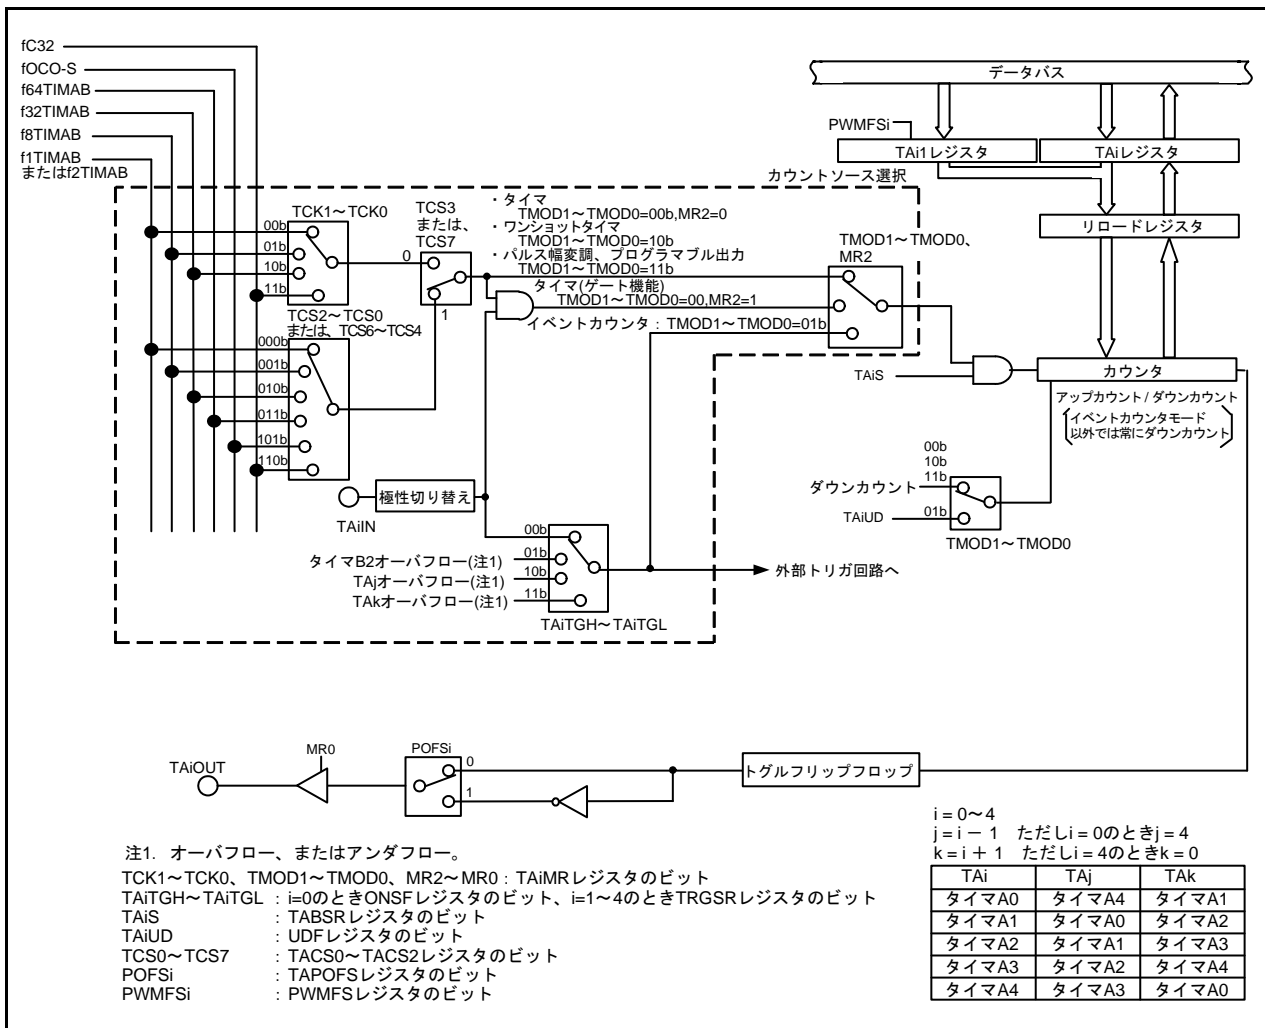 fC32
fOCO-S
f64TIMAB
f32TIMAB
f8TIMAB
f1TIMAB
またはf2TIMAB
データバス
PWMFSi
TAi1レジスタ
TAiレジスタ
カウントソース選択
リロードレジスタ
TCK1～TCK0
00b
01b
10b
11b
TCS3
または、
TCS7
0
1
・タイマ
TMOD1～TMOD0=00b,MR2=0
・ワンショットタイマ
TMOD1～TMOD0=10b
・パルス幅変調、プログラマブル出力
TMOD1～TMOD0=11b
タイマ(ゲート機能)
TMOD1～TMOD0=00,MR2=1
イベントカウンタ：TMOD1～TMOD0=01b
TMOD1～TMOD0、
MR2
TCS2～TCS0
または、TCS6～TCS4
000b
001b
010b
011b
101b
110b
TAiS
カウンタ
アップカウント / ダウンカウント
イベントカウンタモード
以外では常にダウンカウント
00b
10b
11b
ダウンカウント
TAiUD
01b
TMOD1～TMOD0
TAiIN
極性切り替え
00b
タイマB2オーバフロー(注1)
01b
TAjオーバフロー(注1)
10b
TAkオーバフロー(注1)
11b
TAiTGH～TAiTGL
外部トリガ回路へ
TAiOUT
MR0
POFSi
0
1
トグルフリップフロップ
i = 0～4
j = i － 1　ただしi = 0のときj = 4
k = i ＋ 1　ただしi = 4のときk = 0
TAi TAj TAk
タイマA0 タイマA4 タイマA1
タイマA1 タイマA0 タイマA2
タイマA2 タイマA1 タイマA3
タイマA3 タイマA2 タイマA4
タイマA4 タイマA3 タイマA0
注1. オーバフロー、またはアンダフロー。
TCK1～TCK0、TMOD1～TMOD0、MR2～MR0：TAiMRレジスタのビット
TAiTGH～TAiTGL：i=0のときONSFレジスタのビット、i=1～4のときTRGSRレジスタのビット
TAiS：TABSRレジスタのビット
TAiUD：UDFレジスタのビット
TCS0～TCS7：TACS0～TACS2レジスタのビット
POFSi：TAPOFSレジスタのビット
PWMFSi：PWMFSレジスタのビット